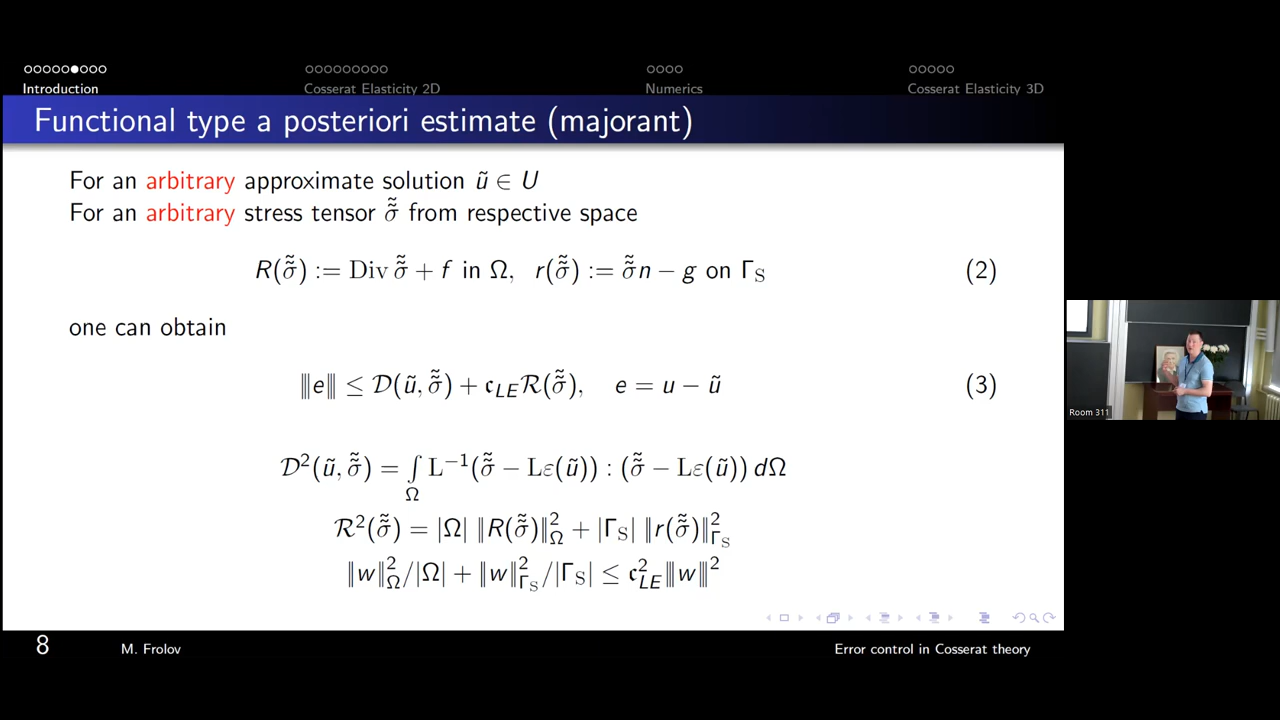 Introduction
Cosserat Elasticity 2D
Numerics
Cosserat Elasticity 3D
Functional type a posteriori estimate (majorant)
For an arbitrary approximate solution ũ ∈ U
For an arbitrary stress tensor σ̃̃ from respective space
R(σ̃̃) := Div σ̃̃ + f in Ω, r(σ̃̃) := σ̃̃n − g on Γ_S (2)
one can obtain
|||e||| ≤ 𝒟(ũ, σ̃̃) + 𝔠_LE ℛ(σ̃̃), e = u − ũ (3)
𝒟²(ũ, σ̃̃) = ∫_Ω L⁻¹(σ̃̃ − Lε(ũ)) : (σ̃̃ − Lε(ũ)) dΩ
ℛ²(σ̃̃) = |Ω| ‖R(σ̃̃)‖²_Ω + |Γ_S| ‖r(σ̃̃)‖²_Γ_S
‖w‖²_Ω/|Ω| + ‖w‖²_Γ_S/|Γ_S| ≤ 𝔠²_LE |||w|||²
8
M. Frolov
Error control in Cosserat theory
Room 311